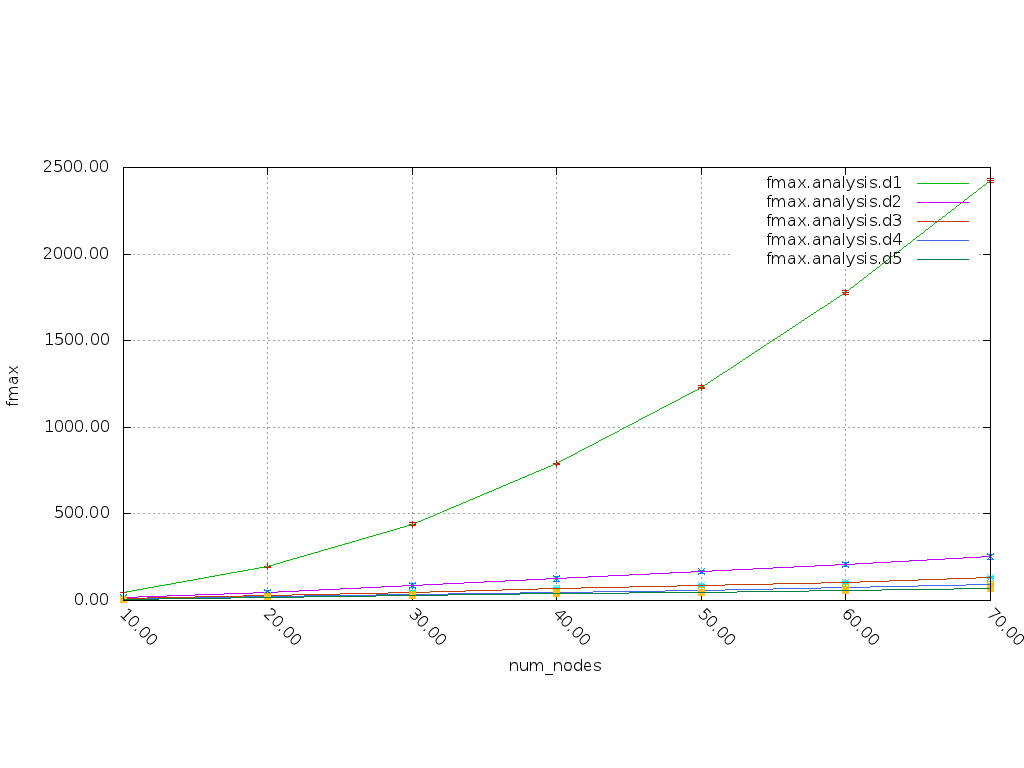 2500.00
2000.00
1500.00
1000.00
500.00
0.00
fmax
fmax.analysis.d1
fmax.analysis.d2
fmax.analysis.d3
fmax.analysis.d4
fmax.analysis.d5
10.00
20.00
30.00
40.00
50.00
60.00
70.00
num_nodes